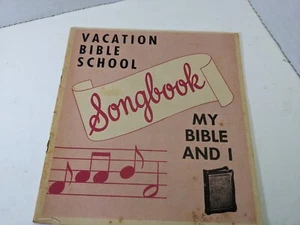 VACATION
BIBLE
SCHOOL
Songbook
MY
BIBLE
AND I